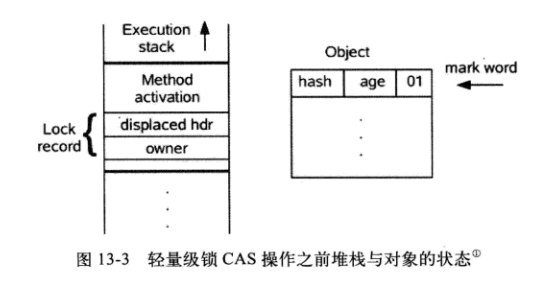 Execution
stack
Method
activation
Lock
record
displaced hdr
owner
Object
hash age 01
mark word
图 13-3 轻量级锁 CAS 操作之前堆栈与对象的状态①